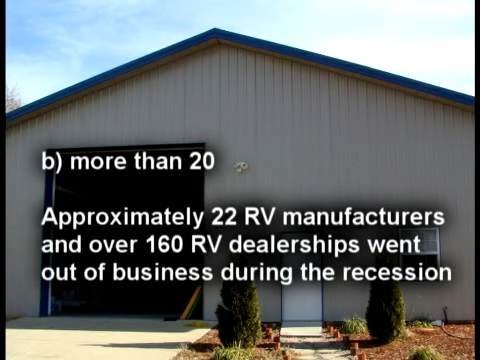 b) more than 20
Approximately 22 RV manufacturers
and over 160 RV dealerships went
out of business during the recession